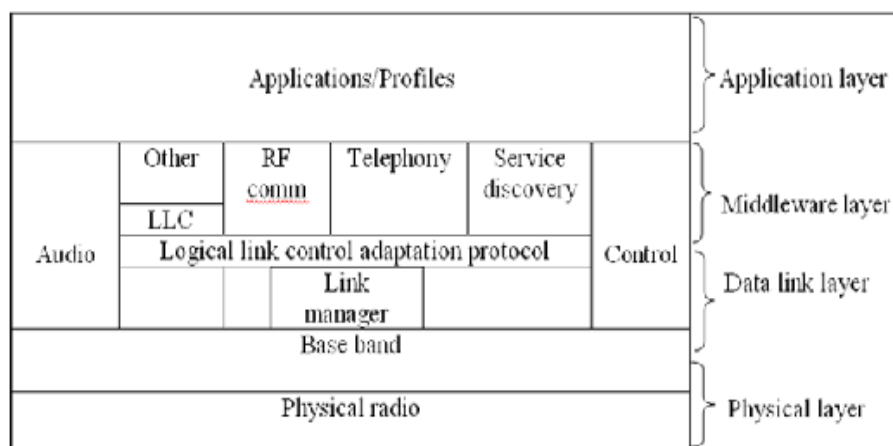 Applications/Profiles
Application layer
Other
RF
comm
Telephony
Service
discovery
LLC
Middleware layer
Audio
Logical link control adaptation protocol
Control
Link
manager
Data link layer
Base band
Physical radio
Physical layer